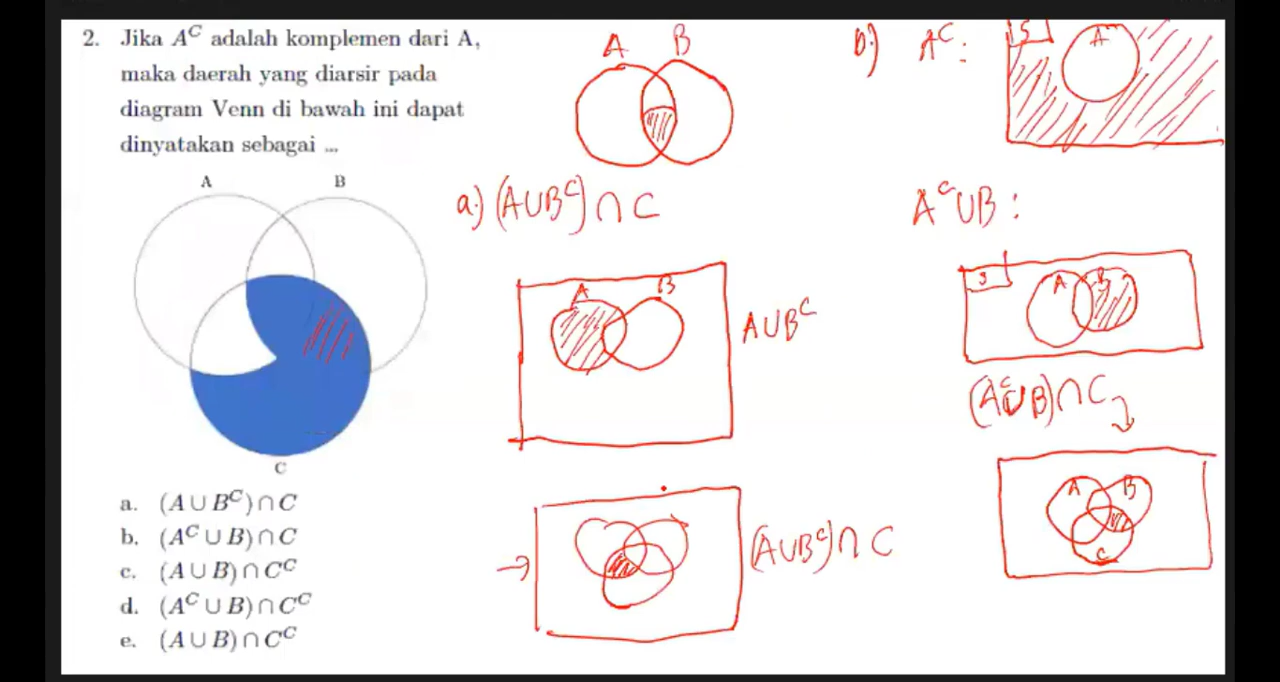 2. Jika A^C adalah komplemen dari A,
maka daerah yang diarsir pada
diagram Venn di bawah ini dapat
dinyatakan sebagai ...
A B
C
a. (A ∪ B^C) ∩ C
b. (A^C ∪ B) ∩ C
c. (A ∪ B) ∩ C^C
d. (A^C ∪ B) ∩ C^C
e. (A ∪ B) ∩ C^C
A B
a.) (A∪B^C) ∩ C
A B
A∪B^C
→
(A∪B^C) ∩ C
b.) A^C :
S
A
A^C ∪ B :
S
A B
(A^C∪B) ∩ C
A B
C